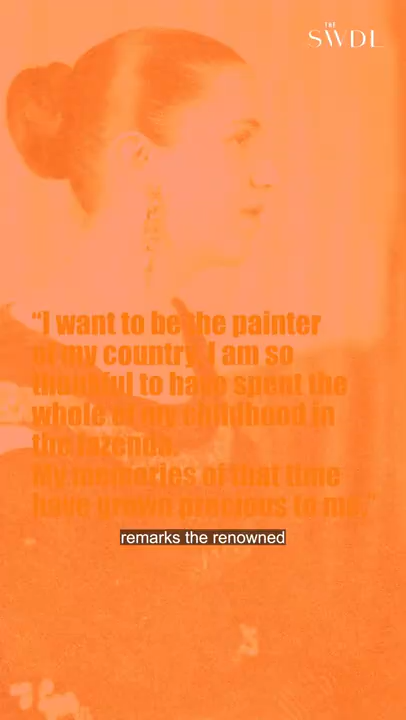 THE
SWDL
“I want to be the painter
of my country. I am so
thankful to have spent the
whole of my childhood in
the fazenda.
My memories of that time
have grown precious to me.”
remarks the renowned